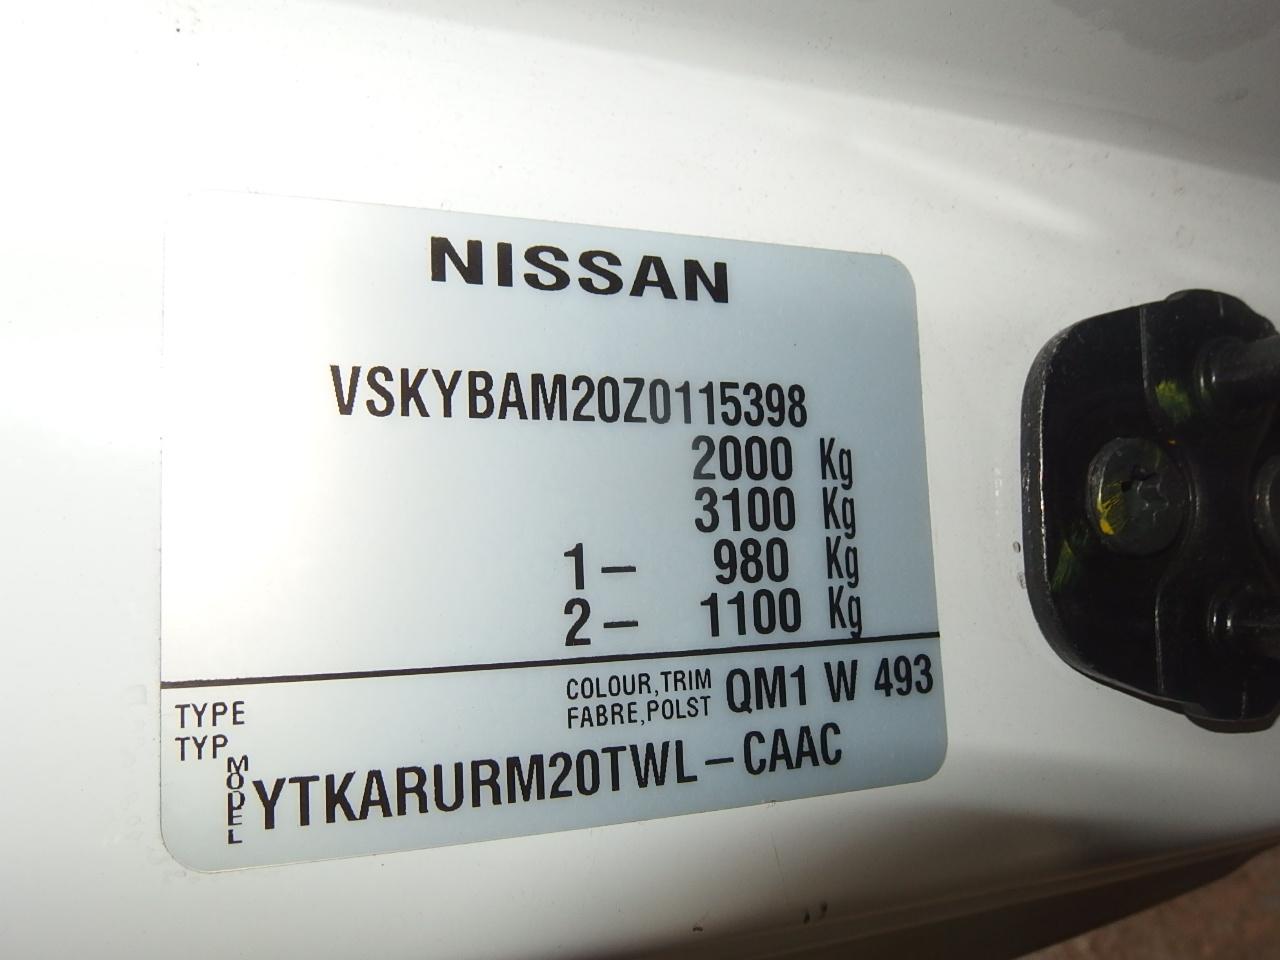 NISSAN
VSKYBAM20Z0115398
2000 Kg
3100 Kg
1- 980 Kg
2- 1100 Kg
TYPE COLOUR,TRIM QM1 W 493
TYP FABRE,POLST
MODEL YTKARURM20TWL-CAAC